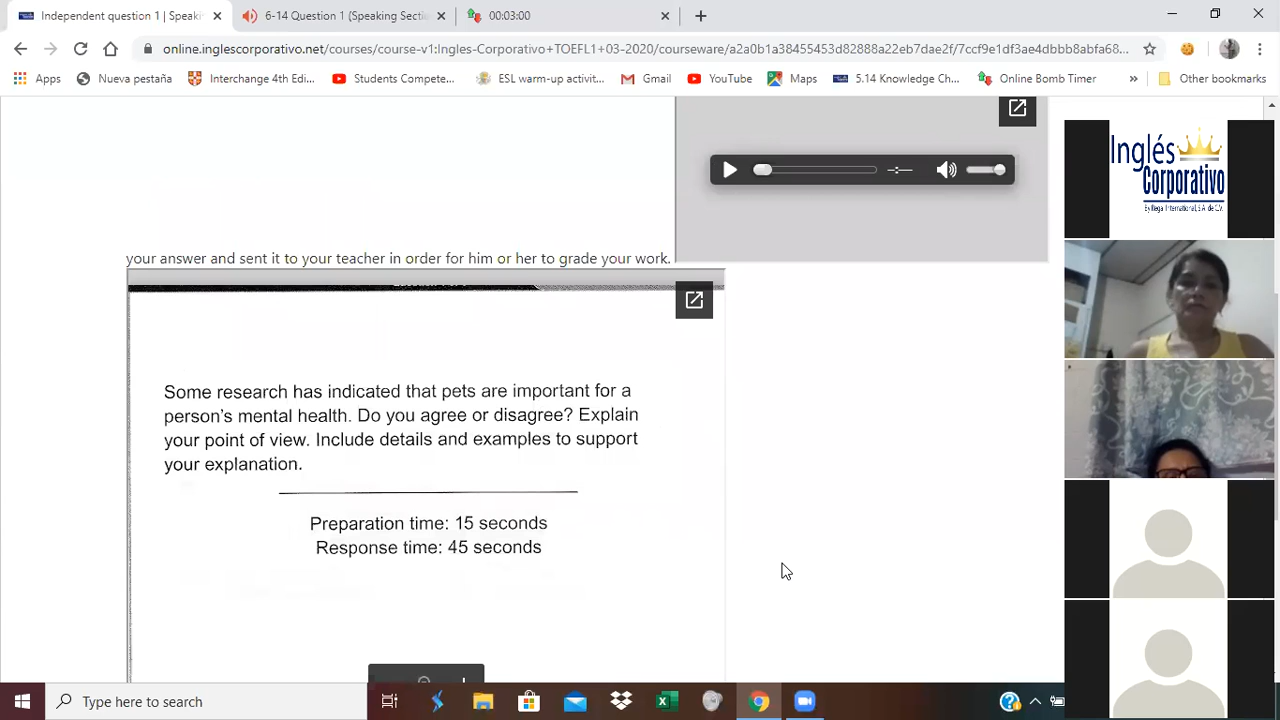 Independent question 1 | Speaki
6-14 Question 1 (Speaking Secti
00:03:00
online.inglescorporativo.net/courses/course-v1:Ingles-Corporativo+TOEFL1+03-2020/courseware/a2a0b1a38455453d82888a22eb7dae2f/7ccf9e1df3ae4dbbb8abfa68...
Apps
Nueva pestaña
Interchange 4th Edi...
Students Compete...
ESL warm-up activit...
Gmail
YouTube
Maps
5.14 Knowledge Ch...
Online Bomb Timer
»
Other bookmarks
your answer and sent it to your teacher in order for him or her to grade your work.
Some research has indicated that pets are important for a
person's mental health. Do you agree or disagree? Explain
your point of view. Include details and examples to support
your explanation.
Preparation time: 15 seconds
Response time: 45 seconds
Inglés
Corporativo
By Rega International, S.A. de C.V.
Type here to search